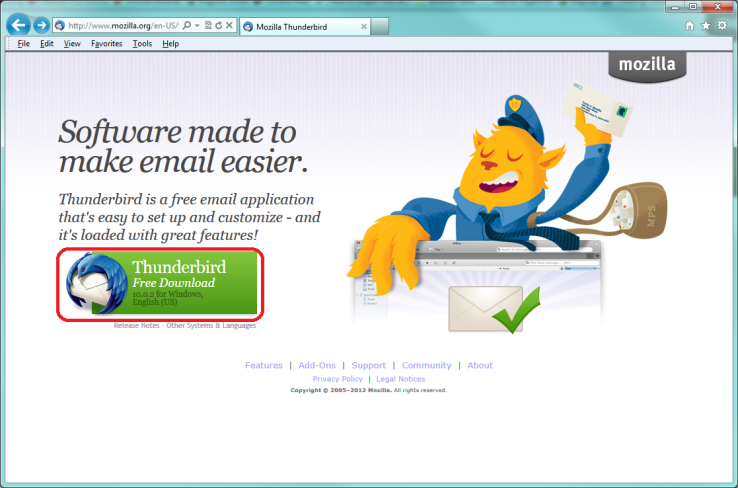 http://www.mozilla.org/en-US/
Mozilla Thunderbird
File Edit View Favorites Tools Help
mozilla
Software made to
make email easier.
Thunderbird is a free email application
that's easy to set up and customize - and
it's loaded with great features!
MPS
Thunderbird
Free Download
10.0.2 for Windows,
English (US)
Release Notes Other Systems & Languages
Features | Add-Ons | Support | Community | About
Privacy Policy | Legal Notices
Copyright © 2005–2012 Mozilla. All rights reserved.